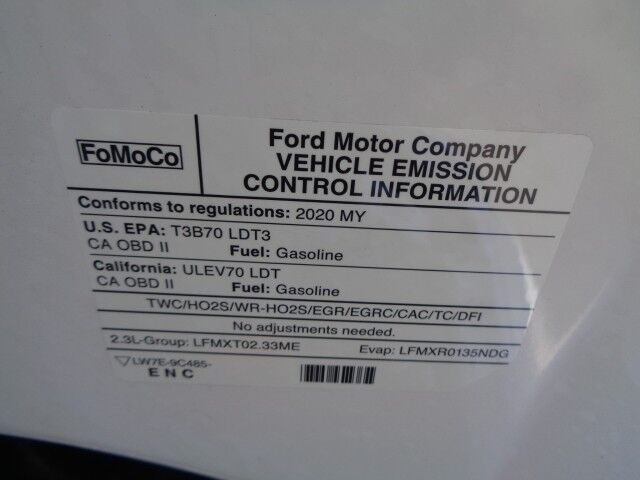 FoMoCo
Ford Motor Company
VEHICLE EMISSION
CONTROL INFORMATION
Conforms to regulations: 2020 MY
U.S. EPA: T3B70 LDT3
CA OBD II Fuel: Gasoline
California: ULEV70 LDT
CA OBD II Fuel: Gasoline
TWC/HO2S/WR-HO2S/EGR/EGRC/CAC/TC/DFI
No adjustments needed.
2.3L-Group: LFMXT02.33ME Evap: LFMXR0135NDG
LW7E-9C485-
ENC